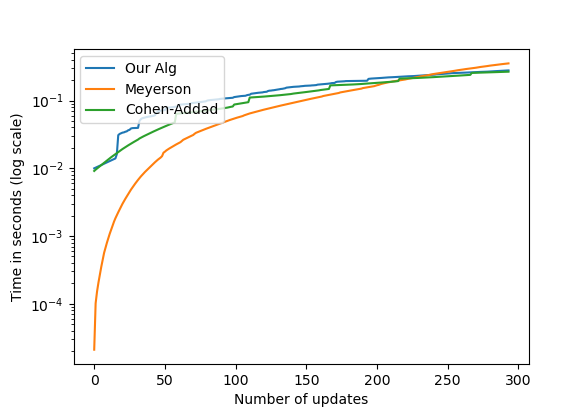 Our Alg
Meyerson
Cohen-Addad
Time in seconds (log scale)
10⁻¹
10⁻²
10⁻³
10⁻⁴
0 50 100 150 200 250 300
Number of updates